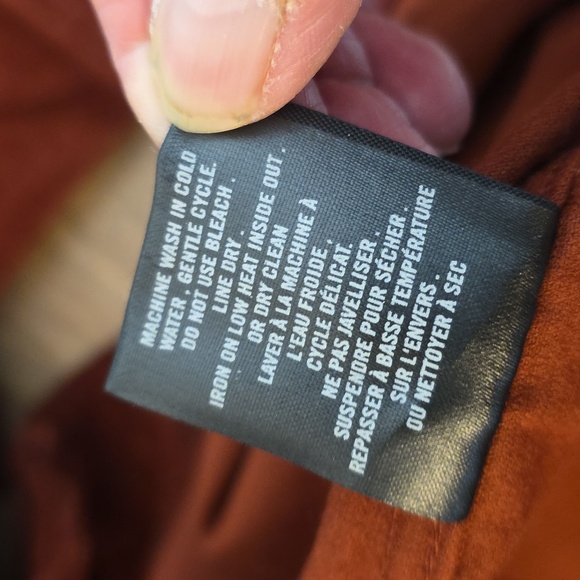 MACHINE WASH IN COLD
WATER , GENTLE CYCLE.
DO NOT USE BLEACH .
LINE DRY .
IRON ON LOW HEAT INSIDE OUT .
OR DRY CLEAN
LAVER À LA MACHINE À
L'EAU FROIDE ,
CYCLE DÉLICAT.
NE PAS JAVELLISER .
SUSPENDRE POUR SÉCHER .
REPASSER À BASSE TEMPÉRATURE
SUR L'ENVERS .
OU NETTOYER À SEC